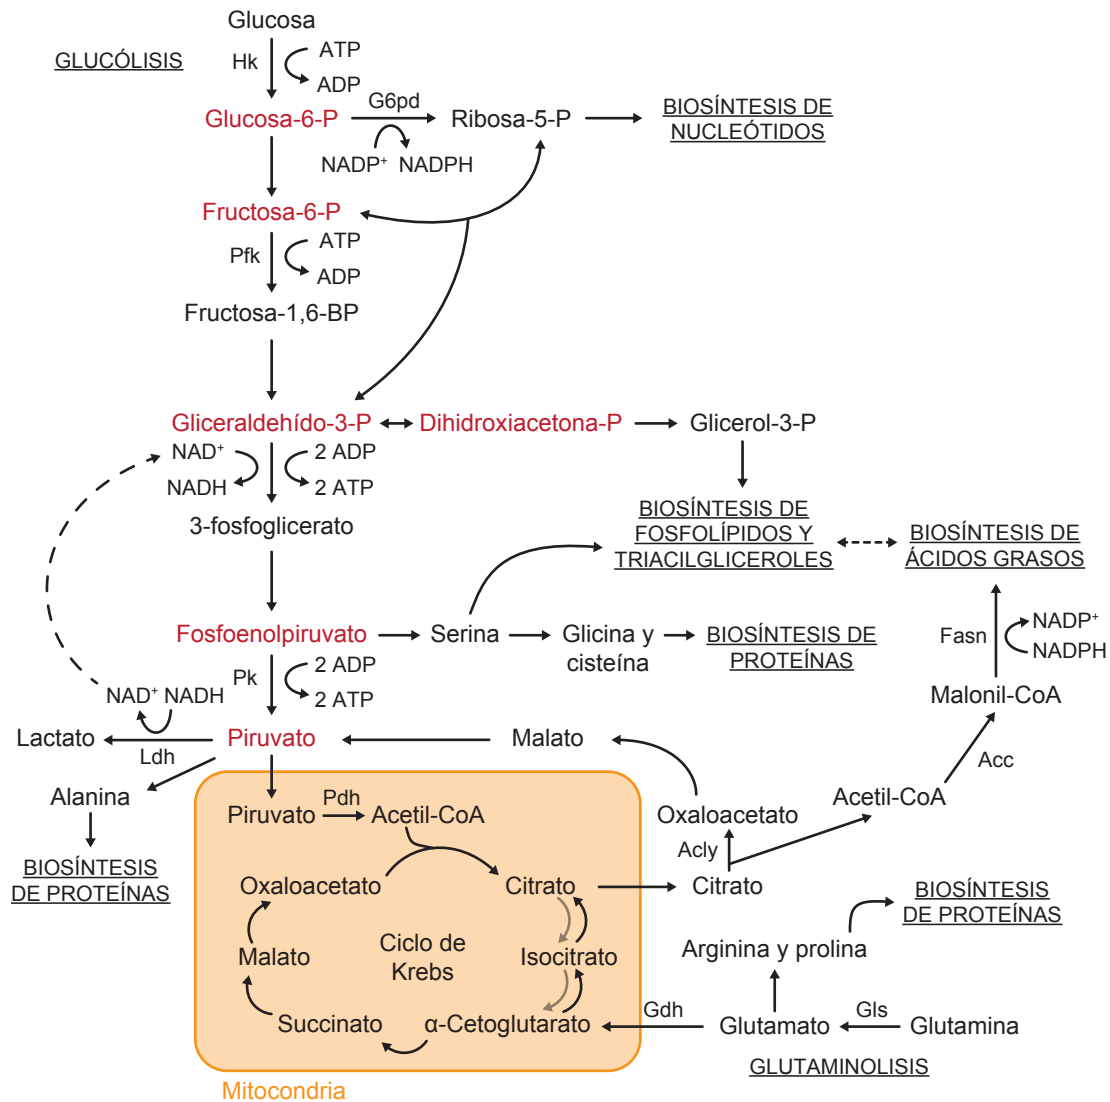 Glucosa
GLUCÓLISIS
Hk
ATP
ADP
Glucosa-6-P
G6pd
Ribosa-5-P
BIOSÍNTESIS DE
NUCLEÓTIDOS
NADP⁺ NADPH
Fructosa-6-P
Pfk
ATP
ADP
Fructosa-1,6-BP
Gliceraldehído-3-P
Dihidroxiacetona-P
Glicerol-3-P
NAD⁺
NADH
2 ADP
2 ATP
3-fosfoglicerato
BIOSÍNTESIS DE
FOSFOLÍPIDOS Y
TRIACILGLICEROLES
BIOSÍNTESIS DE
ÁCIDOS GRASOS
Fosfoenolpiruvato
Serina
Glicina y
cisteína
BIOSÍNTESIS DE
PROTEÍNAS
Fasn
NADP⁺
NADPH
Pk
2 ADP
2 ATP
Malonil-CoA
NAD⁺ NADH
Lactato
Ldh
Piruvato
Malato
Acc
Alanina
BIOSÍNTESIS
DE PROTEÍNAS
Piruvato
Pdh
Acetil-CoA
Oxaloacetato
Acetil-CoA
Acly
Oxaloacetato
Citrato
Citrato
BIOSÍNTESIS
DE PROTEÍNAS
Malato
Ciclo de
Krebs
Isocitrato
Arginina y prolina
Succinato
α-Cetoglutarato
Gdh
Glutamato
Gls
Glutamina
GLUTAMINOLISIS
Mitocondria